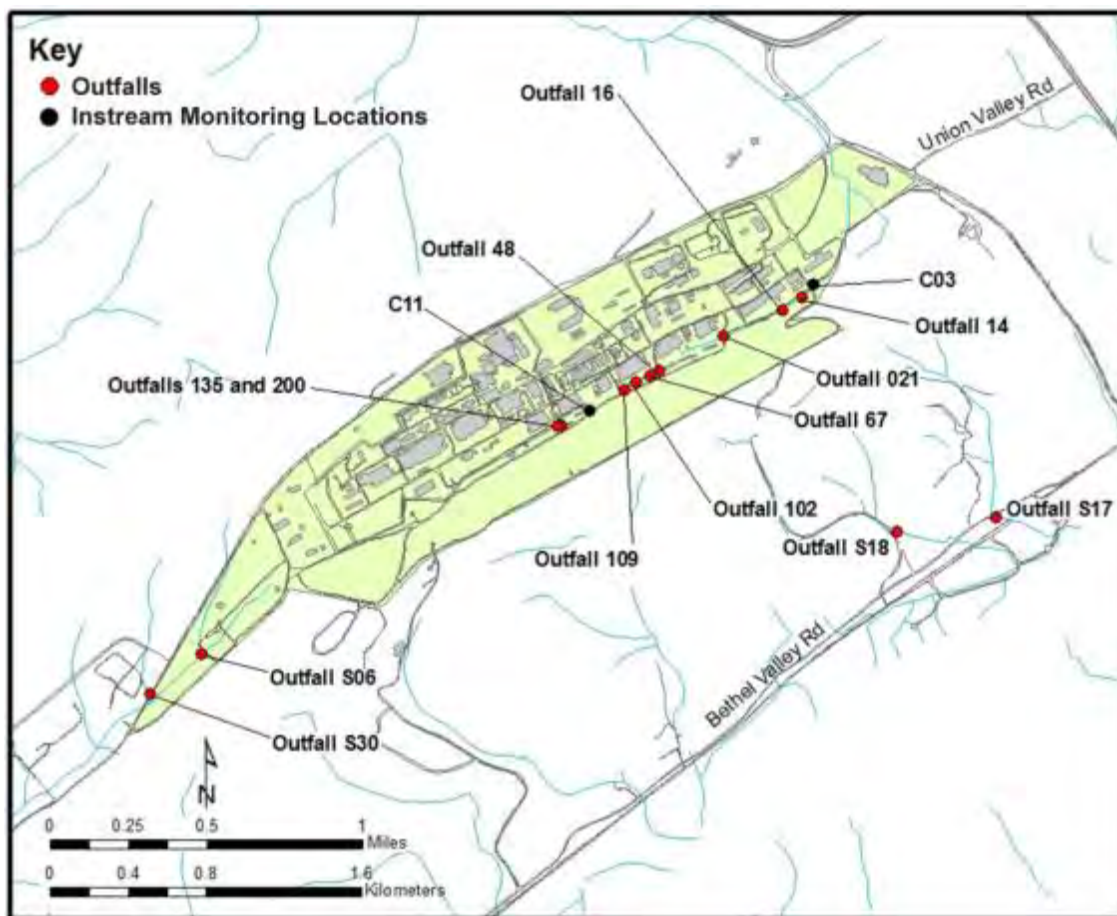 Key
Outfalls
Instream Monitoring Locations
Outfall 16
Union Valley Rd
Outfall 48
C11
C03
Outfall 14
Outfalls 135 and 200
Outfall 021
Outfall 67
Outfall 102
Outfall S17
Outfall S18
Outfall 109
Bethel Valley Rd
Outfall S06
Outfall S30
N
0 0.25 0.5 1
Miles
0 0.4 0.8 1.6
Kilometers